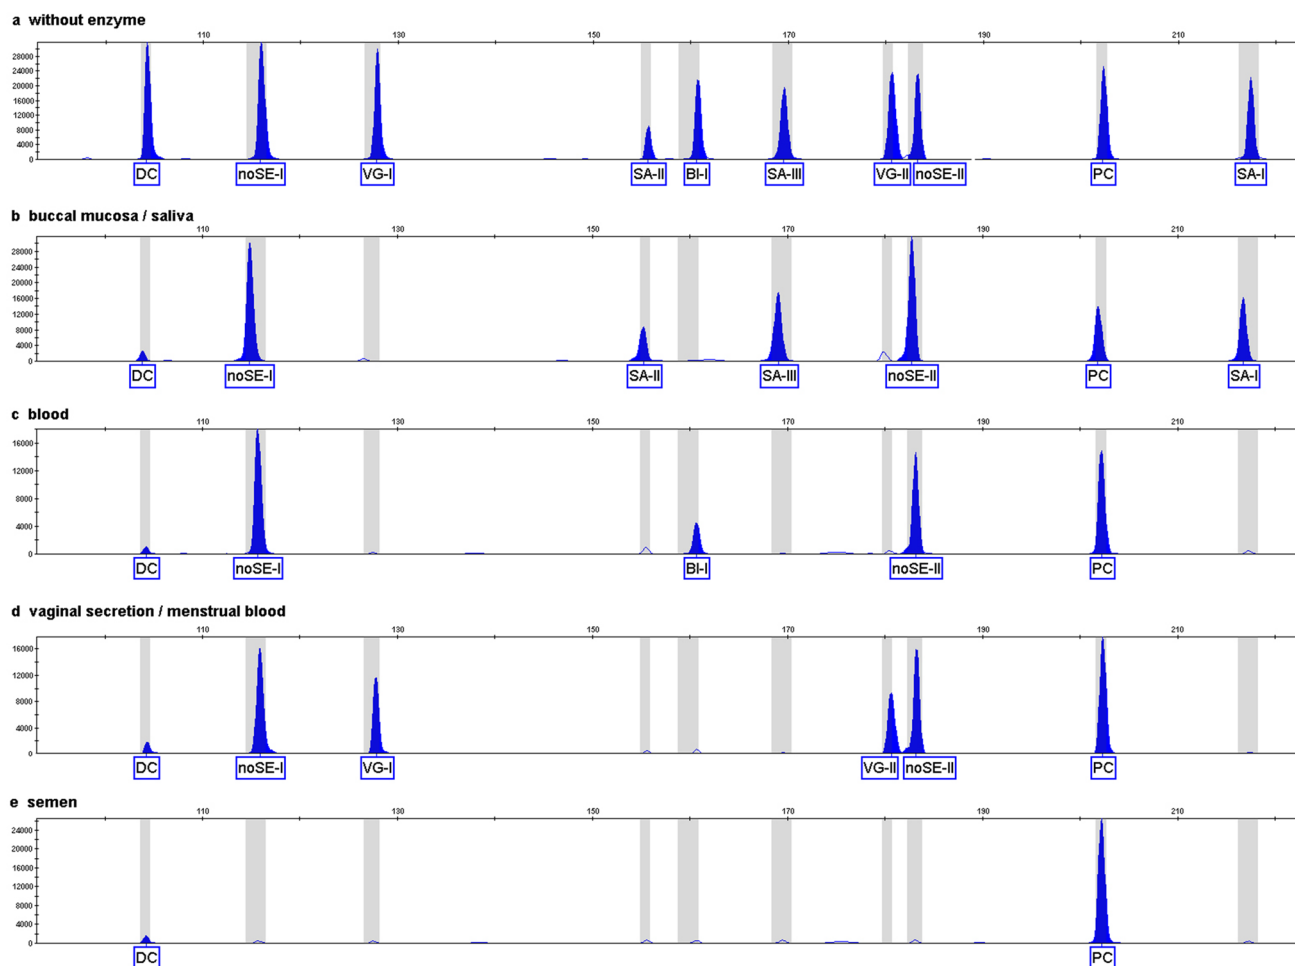 a without enzyme
110 130 150 170 190 210
28000
24000
20000
16000
12000
8000
4000
0
DC noSE-I VG-I SA-II BI-I SA-III VG-II noSE-II PC SA-I
b buccal mucosa / saliva
110 130 150 170 190 210
28000
24000
20000
16000
12000
8000
4000
0
DC noSE-I SA-II SA-III noSE-II PC SA-I
c blood
110 130 150 170 190 210
16000
12000
8000
4000
0
DC noSE-I BI-I noSE-II PC
d vaginal secretion / menstrual blood
110 130 150 170 190 210
16000
12000
8000
4000
0
DC noSE-I VG-I VG-II noSE-II PC
e semen
110 130 150 170 190 210
24000
20000
16000
12000
8000
4000
0
DC PC